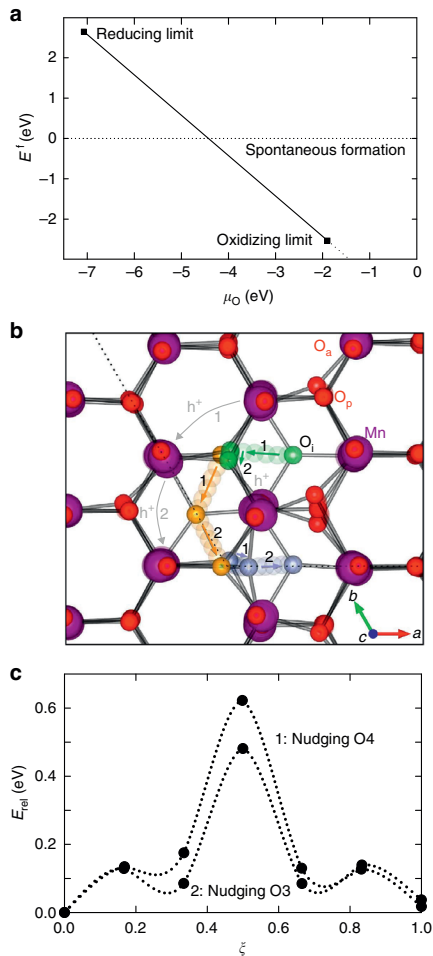 a
2
1
0
−1
−2
E^f (eV)
Reducing limit
Spontaneous formation
Oxidizing limit
−7 −6 −5 −4 −3 −2 −1 0
μ_O (eV)
b
O_a
h⁺
1
O_p
Mn
1
O_i
2
h⁺
1
h⁺
2
2
1
2
b
c
a
c
0.6
0.4
0.2
0.0
E_rel (eV)
1: Nudging O4
2: Nudging O3
0.0 0.2 0.4 0.6 0.8 1.0
ξ